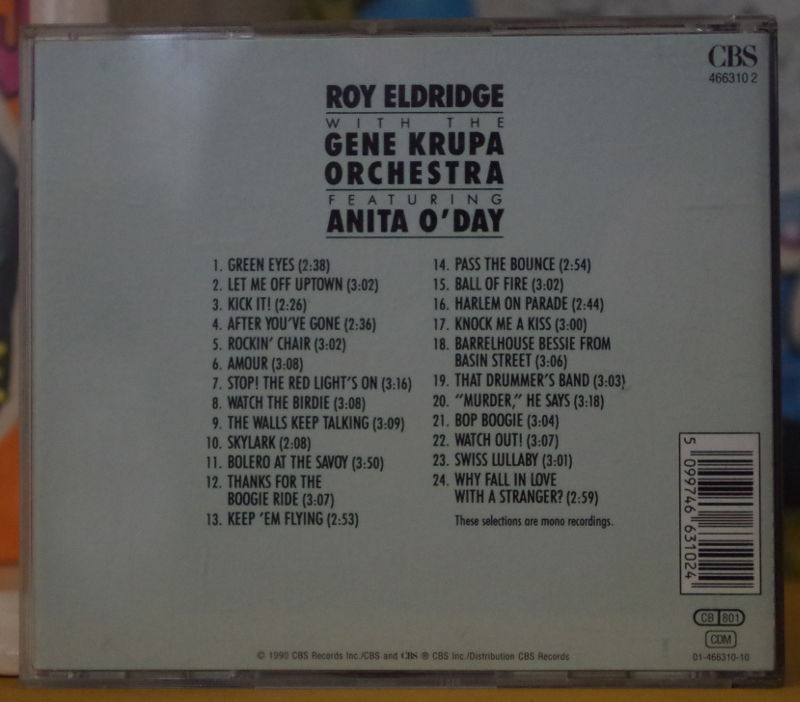 CBS
466310 2
ROY ELDRIDGE
WITH THE
GENE KRUPA
ORCHESTRA
FEATURING
ANITA O'DAY
1. GREEN EYES (2:38)
2. LET ME OFF UPTOWN (3:02)
3. KICK IT! (2:26)
4. AFTER YOU'VE GONE (2:36)
5. ROCKIN' CHAIR (3:02)
6. AMOUR (3:08)
7. STOP! THE RED LIGHT'S ON (3:16)
8. WATCH THE BIRDIE (3:08)
9. THE WALLS KEEP TALKING (3:09)
10. SKYLARK (2:08)
11. BOLERO AT THE SAVOY (3:50)
12. THANKS FOR THE
BOOGIE RIDE (3:07)
13. KEEP 'EM FLYING (2:53)
14. PASS THE BOUNCE (2:54)
15. BALL OF FIRE (3:02)
16. HARLEM ON PARADE (2:44)
17. KNOCK ME A KISS (3:00)
18. BARRELHOUSE BESSIE FROM
BASIN STREET (3:06)
19. THAT DRUMMER'S BAND (3:03)
20. "MURDER," HE SAYS (3:18)
21. BOP BOOGIE (3:04)
22. WATCH OUT! (3:07)
23. SWISS LULLABY (3:01)
24. WHY FALL IN LOVE
WITH A STRANGER? (2:59)
These selections are mono recordings.
5 099746 631024
CB 801
CDM
01-466310-10
© 1990 CBS Records Inc./CBS and CBS ® CBS Inc./Distribution CBS Records